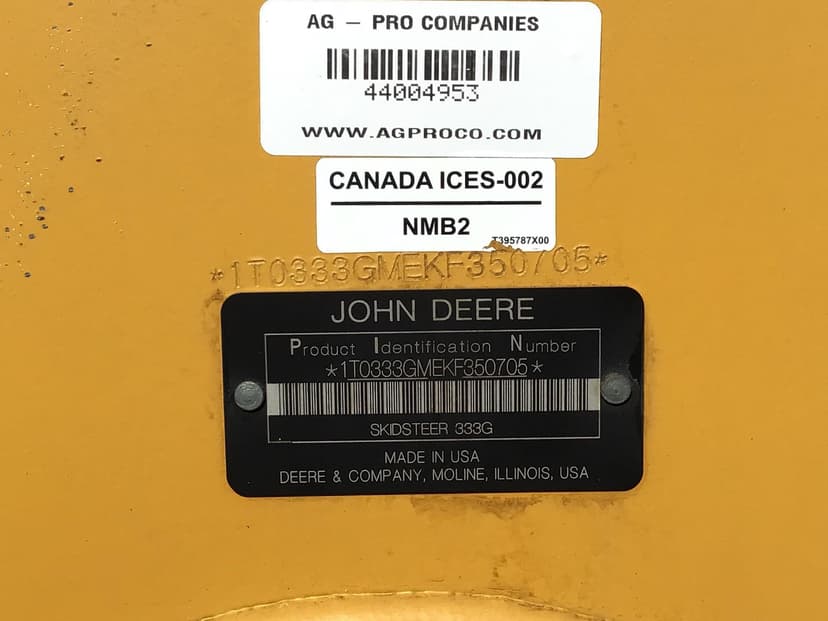 AG – PRO COMPANIES
44004953
WWW.AGPROCO.COM
CANADA ICES-002
NMB2
T395787X00
*1T0333GMEKF350705*
JOHN DEERE
Product Identification Number
*1T0333GMEKF350705*
SKIDSTEER 333G
MADE IN USA
DEERE & COMPANY, MOLINE, ILLINOIS, USA